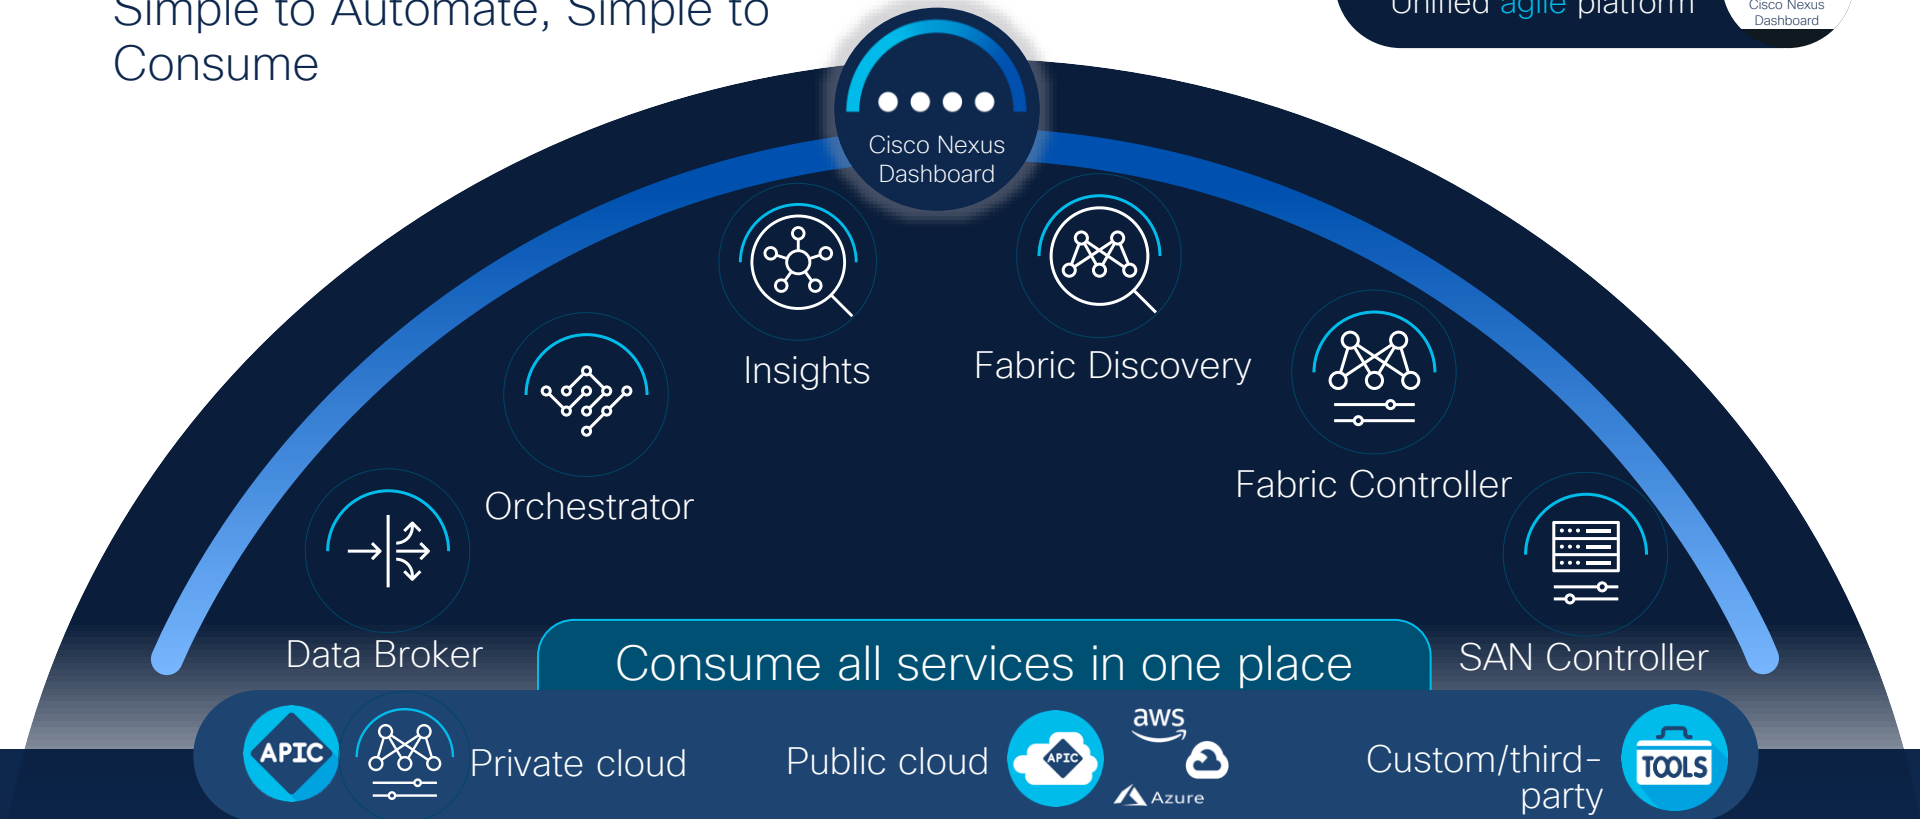 Simple to Automate, Simple to
Consume
Unified agile platform
Cisco Nexus
Dashboard
Cisco Nexus
Dashboard
Insights
Fabric Discovery
Orchestrator
Fabric Controller
Data Broker
SAN Controller
Consume all services in one place
APIC
Private cloud
Public cloud
APIC
aws
Azure
Custom/third-
party
TOOLS